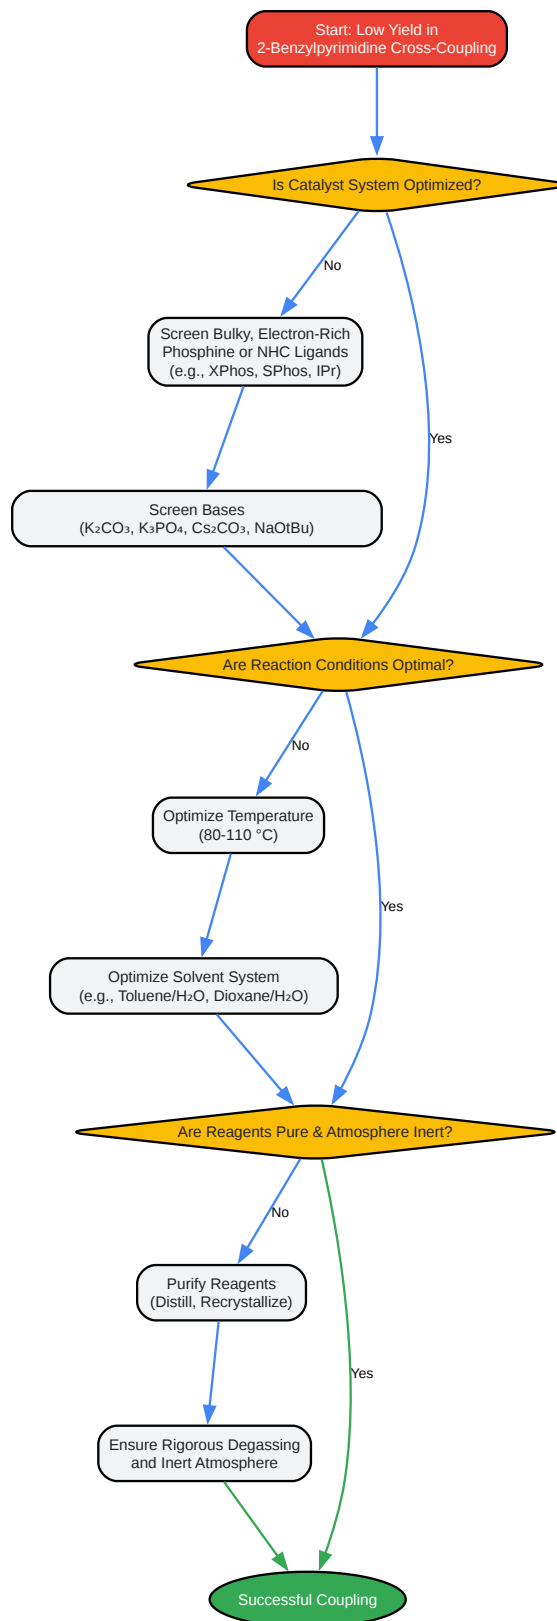 Start: Low Yield in
2-Benzylpyrimidine Cross-Coupling
Is Catalyst System Optimized?
No
Screen Bulky, Electron-Rich
Phosphine or NHC Ligands
(e.g., XPhos, SPhos, IPr)
Yes
Screen Bases
(K₂CO₃, K₃PO₄, Cs₂CO₃, NaOtBu)
Are Reaction Conditions Optimal?
No
Optimize Temperature
(80-110 °C)
Yes
Optimize Solvent System
(e.g., Toluene/H₂O, Dioxane/H₂O)
Are Reagents Pure & Atmosphere Inert?
No
Purify Reagents
(Distill, Recrystallize)
Yes
Ensure Rigorous Degassing
and Inert Atmosphere
Successful Coupling